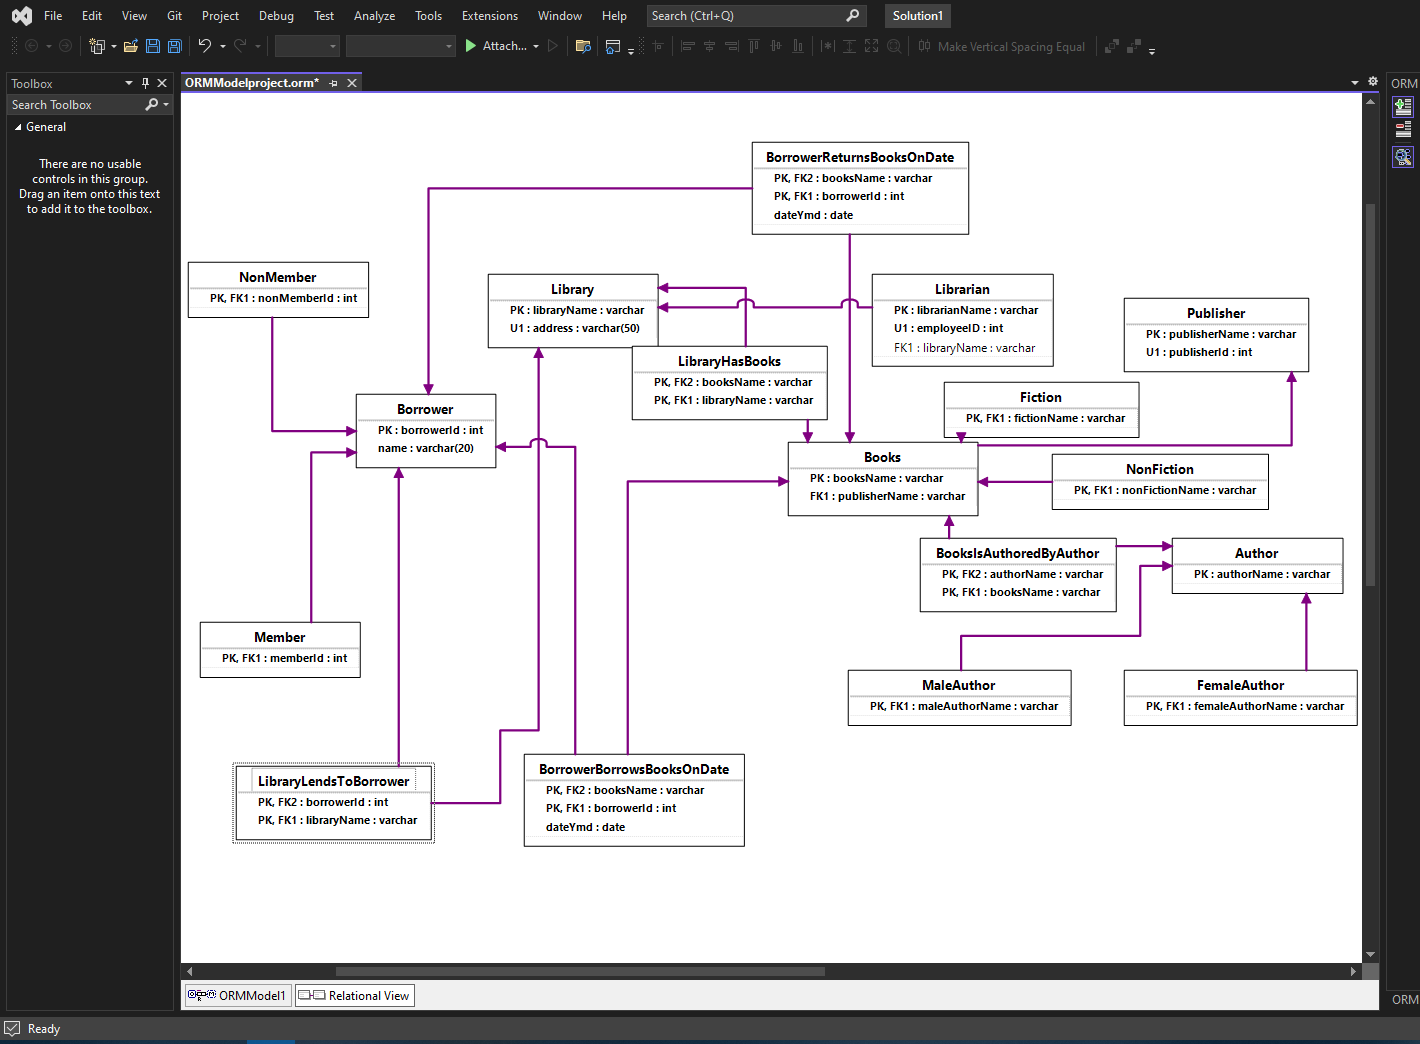 File Edit View Git Project Debug Test Analyze Tools Extensions Window Help Search (Ctrl+Q) Solution1
Attach... Make Vertical Spacing Equal
Toolbox
Search Toolbox
General
There are no usable
controls in this group.
Drag an item onto this text
to add it to the toolbox.
ORMModelproject.orm*
ORM
BorrowerReturnsBooksOnDate
PK, FK2 : booksName : varchar
PK, FK1 : borrowerId : int
dateYmd : date
NonMember
PK, FK1 : nonMemberId : int
Library
PK : libraryName : varchar
U1 : address : varchar(50)
Librarian
PK : librarianName : varchar
U1 : employeeID : int
FK1 : libraryName : varchar
Publisher
PK : publisherName : varchar
U1 : publisherId : int
LibraryHasBooks
PK, FK2 : booksName : varchar
PK, FK1 : libraryName : varchar
Fiction
PK, FK1 : fictionName : varchar
Borrower
PK : borrowerId : int
name : varchar(20)
Books
PK : booksName : varchar
FK1 : publisherName : varchar
NonFiction
PK, FK1 : nonFictionName : varchar
BooksIsAuthoredByAuthor
PK, FK2 : authorName : varchar
PK, FK1 : booksName : varchar
Author
PK : authorName : varchar
Member
PK, FK1 : memberId : int
MaleAuthor
PK, FK1 : maleAuthorName : varchar
FemaleAuthor
PK, FK1 : femaleAuthorName : varchar
LibraryLendsToBorrower
PK, FK2 : borrowerId : int
PK, FK1 : libraryName : varchar
BorrowerBorrowsBooksOnDate
PK, FK2 : booksName : varchar
PK, FK1 : borrowerId : int
dateYmd : date
ORMModel1 Relational View
ORM
Ready